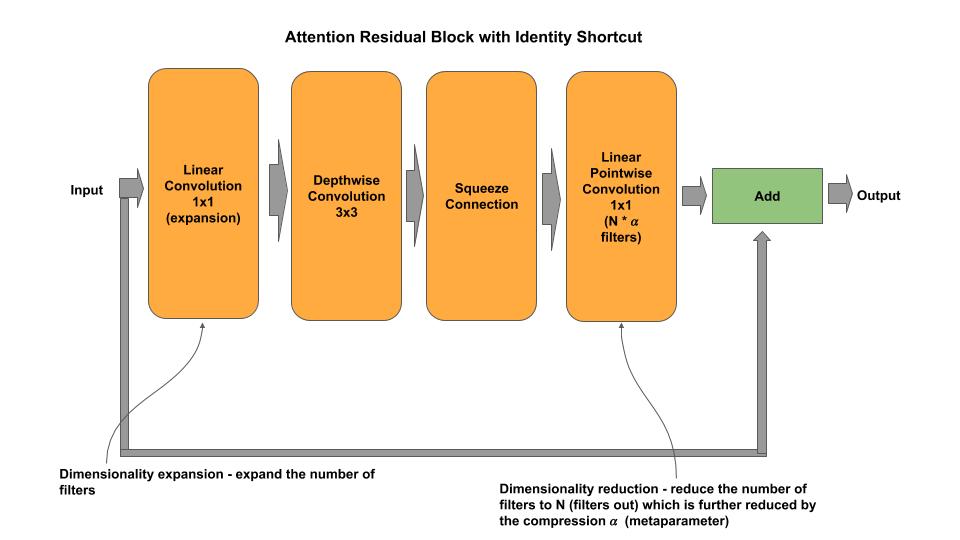 Attention Residual Block with Identity Shortcut
Input
Linear
Convolution
1x1
(expansion)
Depthwise
Convolution
3x3
Squeeze
Connection
Linear
Pointwise
Convolution
1x1
(N * α
filters)
Add
Output
Dimensionality expansion - expand the number of
filters
Dimensionality reduction - reduce the number of
filters to N (filters out) which is further reduced by
the compression α (metaparameter)